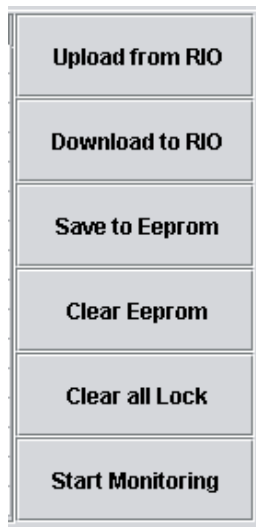 Upload from RIO
Download to RIO
Save to Eeprom
Clear Eeprom
Clear all Lock
Start Monitoring